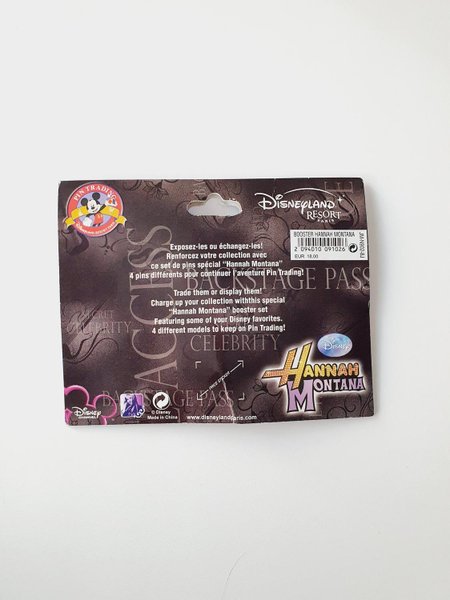 PIN TRADING
Disneyland
RESORT
PARIS
BOOSTER HANNAH MONTANA
2 094010 091026
EUR 18,00
ACCESS
Exposez-les ou échangez-les!
Renforcez votre collection avec
ce set de pins spécial "Hannah Montana"
4 pins différents pour continuer l'aventure Pin Trading!
BACKSTAGE PASS
Trade them or display them!
Charge up your collection withthis special
"Hannah Montana" booster set
Featuring some of your Disney favorites.
4 different models to keep on Pin Trading!
SECRET
CELEBRITY
CELEBRITY
Disney
HANNAH
MONTANA
BACKSTAGE PASS
Disney
© Disney
Made in China
www.disneylandparis.com